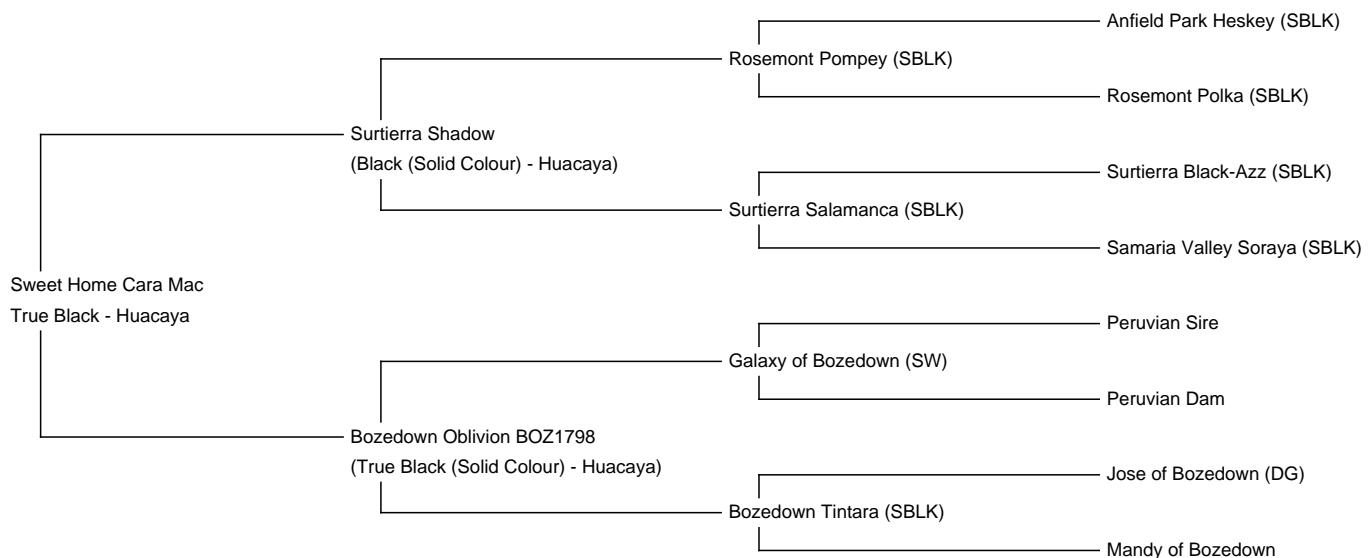 Anfield Park Heskey (SBLK)
Rosemont Pompey (SBLK)
Rosemont Polka (SBLK)
Surtierra Shadow
(Black (Solid Colour) - Huacaya)
Surtierra Black-Azz (SBLK)
Surtierra Salamanca (SBLK)
Samaria Valley Soraya (SBLK)
Sweet Home Cara Mac
True Black - Huacaya
Peruvian Sire
Galaxy of Bozedown (SW)
Peruvian Dam
Bozedown Oblivion BOZ1798
(True Black (Solid Colour) - Huacaya)
Jose of Bozedown (DG)
Bozedown Tintara (SBLK)
Mandy of Bozedown